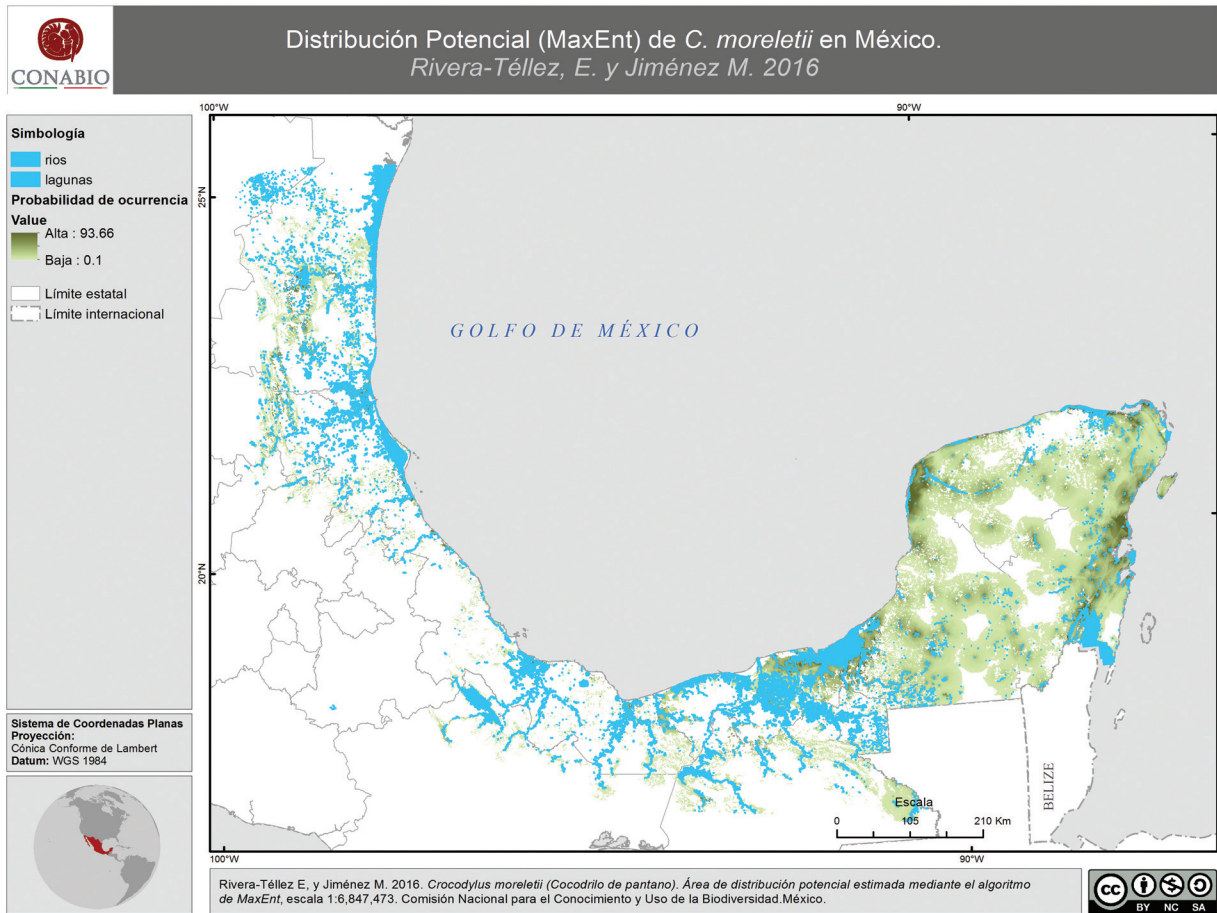 CONABIO
Distribución Potencial (MaxEnt) de C. moreletii en México.
Rivera-Téllez, E. y Jiménez M. 2016
Simbología
rios
lagunas
Probabilidad de ocurrencia
Value
Alta : 93.66
Baja : 0.1
Límite estatal
Límite internacional
Sistema de Coordenadas Planas
Proyección:
Cónica Conforme de Lambert
Datum: WGS 1984
100°W
90°W
25°N
20°N
GOLFO DE MÉXICO
BELIZE
Escala
0 105 210 Km
100°W
90°W
Rivera-Téllez E, y Jiménez M. 2016. Crocodylus moreletii (Cocodrilo de pantano). Área de distribución potencial estimada mediante el algoritmo
de MaxEnt, escala 1:6,847,473. Comisión Nacional para el Conocimiento y Uso de la Biodiversidad.México.
cc
BY NC SA